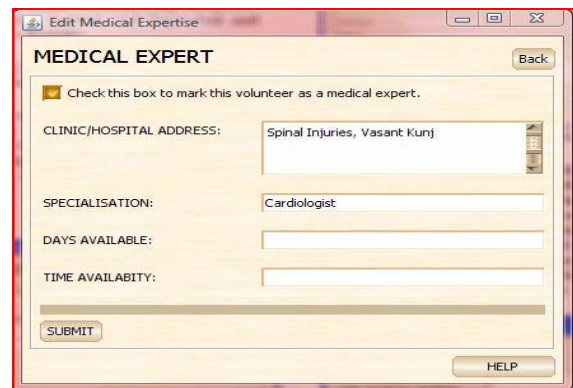 Edit Medical Expertise
MEDICAL EXPERT
Back
Check this box to mark this volunteer as a medical expert.
CLINIC/HOSPITAL ADDRESS:
Spinal Injuries, Vasant Kunj
SPECIALISATION:
Cardiologist
DAYS AVAILABLE:
TIME AVAILABITY:
SUBMIT
HELP